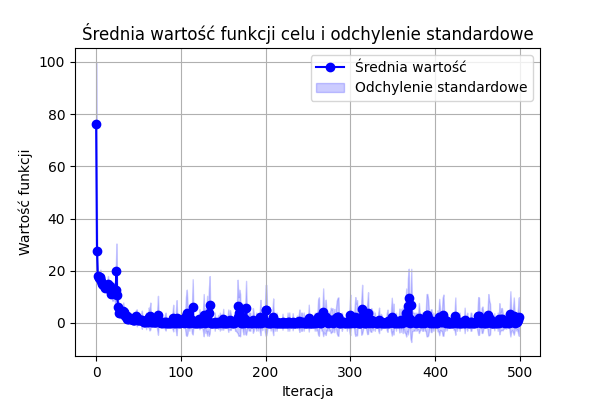 Średnia wartość funkcji celu i odchylenie standardowe
Średnia wartość
Odchylenie standardowe
Wartość funkcji
100
80
60
40
20
0
0 100 200 300 400 500
Iteracja